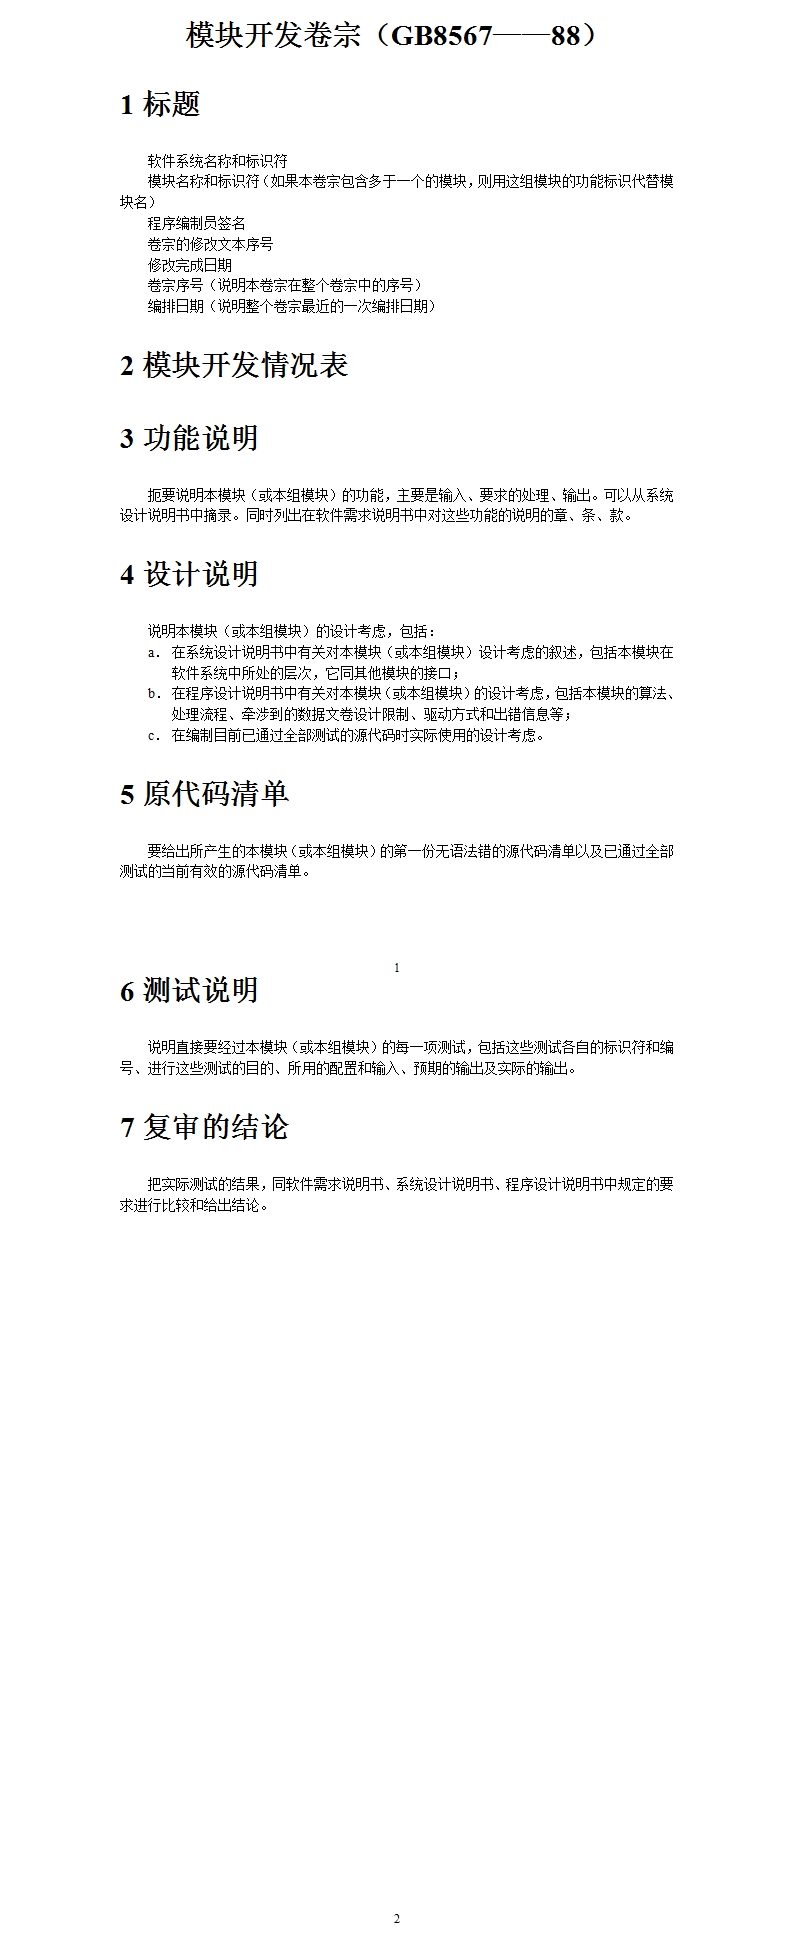 模块开发卷宗（GB8567——88）
1 标题
软件系统名称和标识符
模块名称和标识符（如果本卷宗包含多于一个的模块，则用这组模块的功能标识代替模
块名）
程序编制员签名
卷宗的修改文本序号
修改完成日期
卷宗序号（说明本卷宗在整个卷宗中的序号）
编排日期（说明整个卷宗最近的一次编排日期）
2 模块开发情况表
3 功能说明
扼要说明本模块（或本组模块）的功能，主要是输入、要求的处理、输出。可以从系统
设计说明书中摘录。同时列出在软件需求说明书中对这些功能的说明的章、条、款。
4 设计说明
说明本模块（或本组模块）的设计考虑，包括：
a． 在系统设计说明书中有关对本模块（或本组模块）设计考虑的叙述，包括本模块在
软件系统中所处的层次，它同其他模块的接口；
b． 在程序设计说明书中有关对本模块（或本组模块）的设计考虑，包括本模块的算法、
处理流程、牵涉到的数据文卷设计限制、驱动方式和出错信息等；
c． 在编制目前已通过全部测试的源代码时实际使用的设计考虑。
5 原代码清单
要给出所产生的本模块（或本组模块）的第一份无语法错的源代码清单以及已通过全部
测试的当前有效的源代码清单。
1
6 测试说明
说明直接要经过本模块（或本组模块）的每一项测试，包括这些测试各自的标识符和编
号、进行这些测试的目的、所用的配置和输入、预期的输出及实际的输出。
7 复审的结论
把实际测试的结果，同软件需求说明书、系统设计说明书、程序设计说明书中规定的要
求进行比较和给出结论。
2